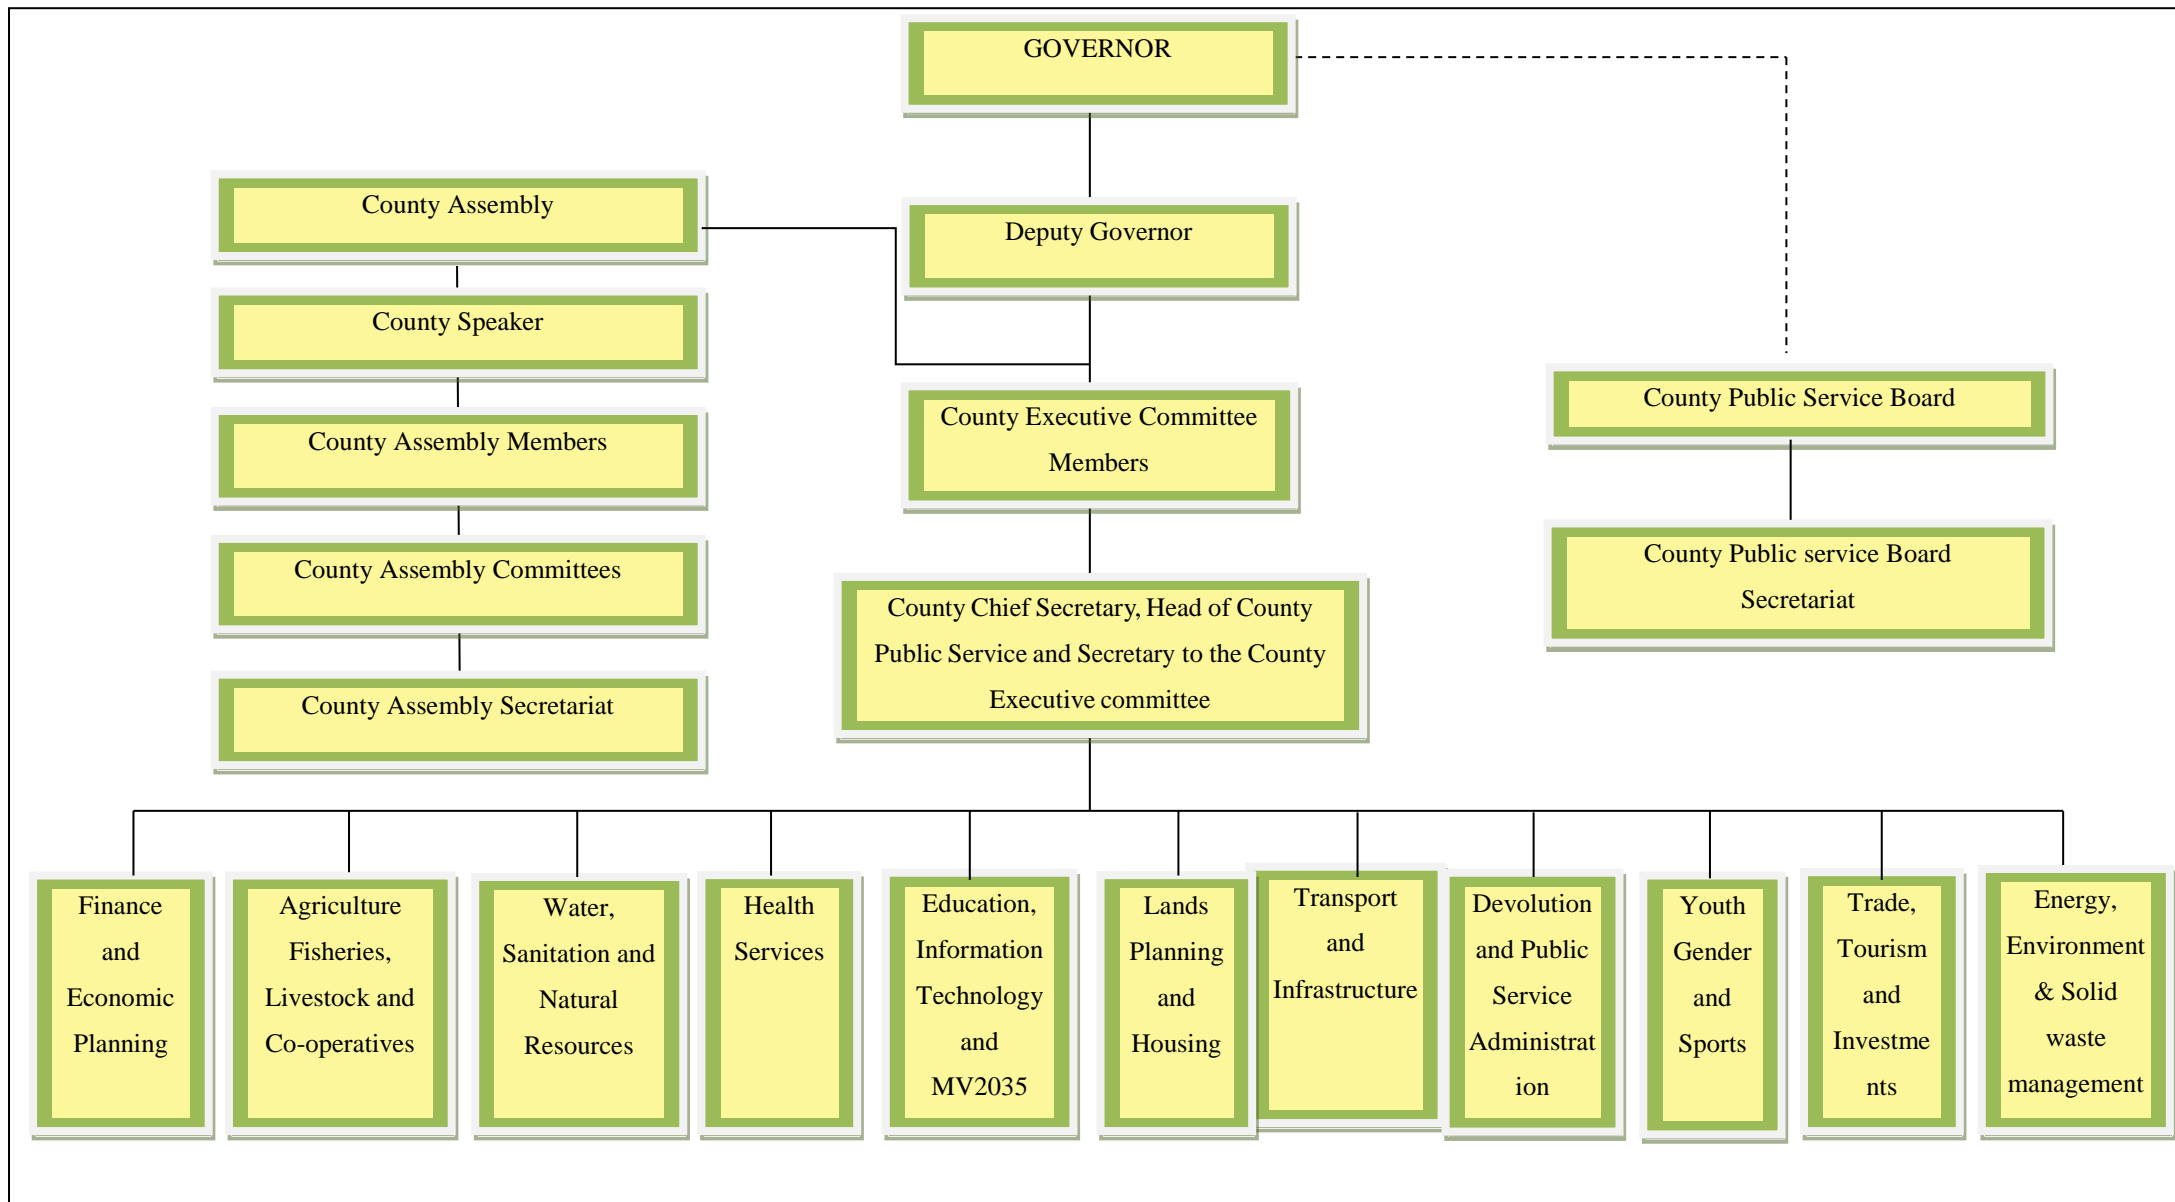 GOVERNOR
County Assembly
Deputy Governor
County Speaker
County Executive Committee
Members
County Public Service Board
County Assembly Members
County Public service Board
Secretariat
County Assembly Committees
County Chief Secretary, Head of County
Public Service and Secretary to the County
Executive committee
County Assembly Secretariat
Finance
and
Economic
Planning
Agriculture
Fisheries,
Livestock and
Co-operatives
Water,
Sanitation and
Natural
Resources
Health
Services
Education,
Information
Technology
and
MV2035
Lands
Planning
and
Housing
Transport
and
Infrastructure
Devolution
and Public
Service
Administrat
ion
Youth
Gender
and
Sports
Trade,
Tourism
and
Investme
nts
Energy,
Environment
& Solid
waste
management